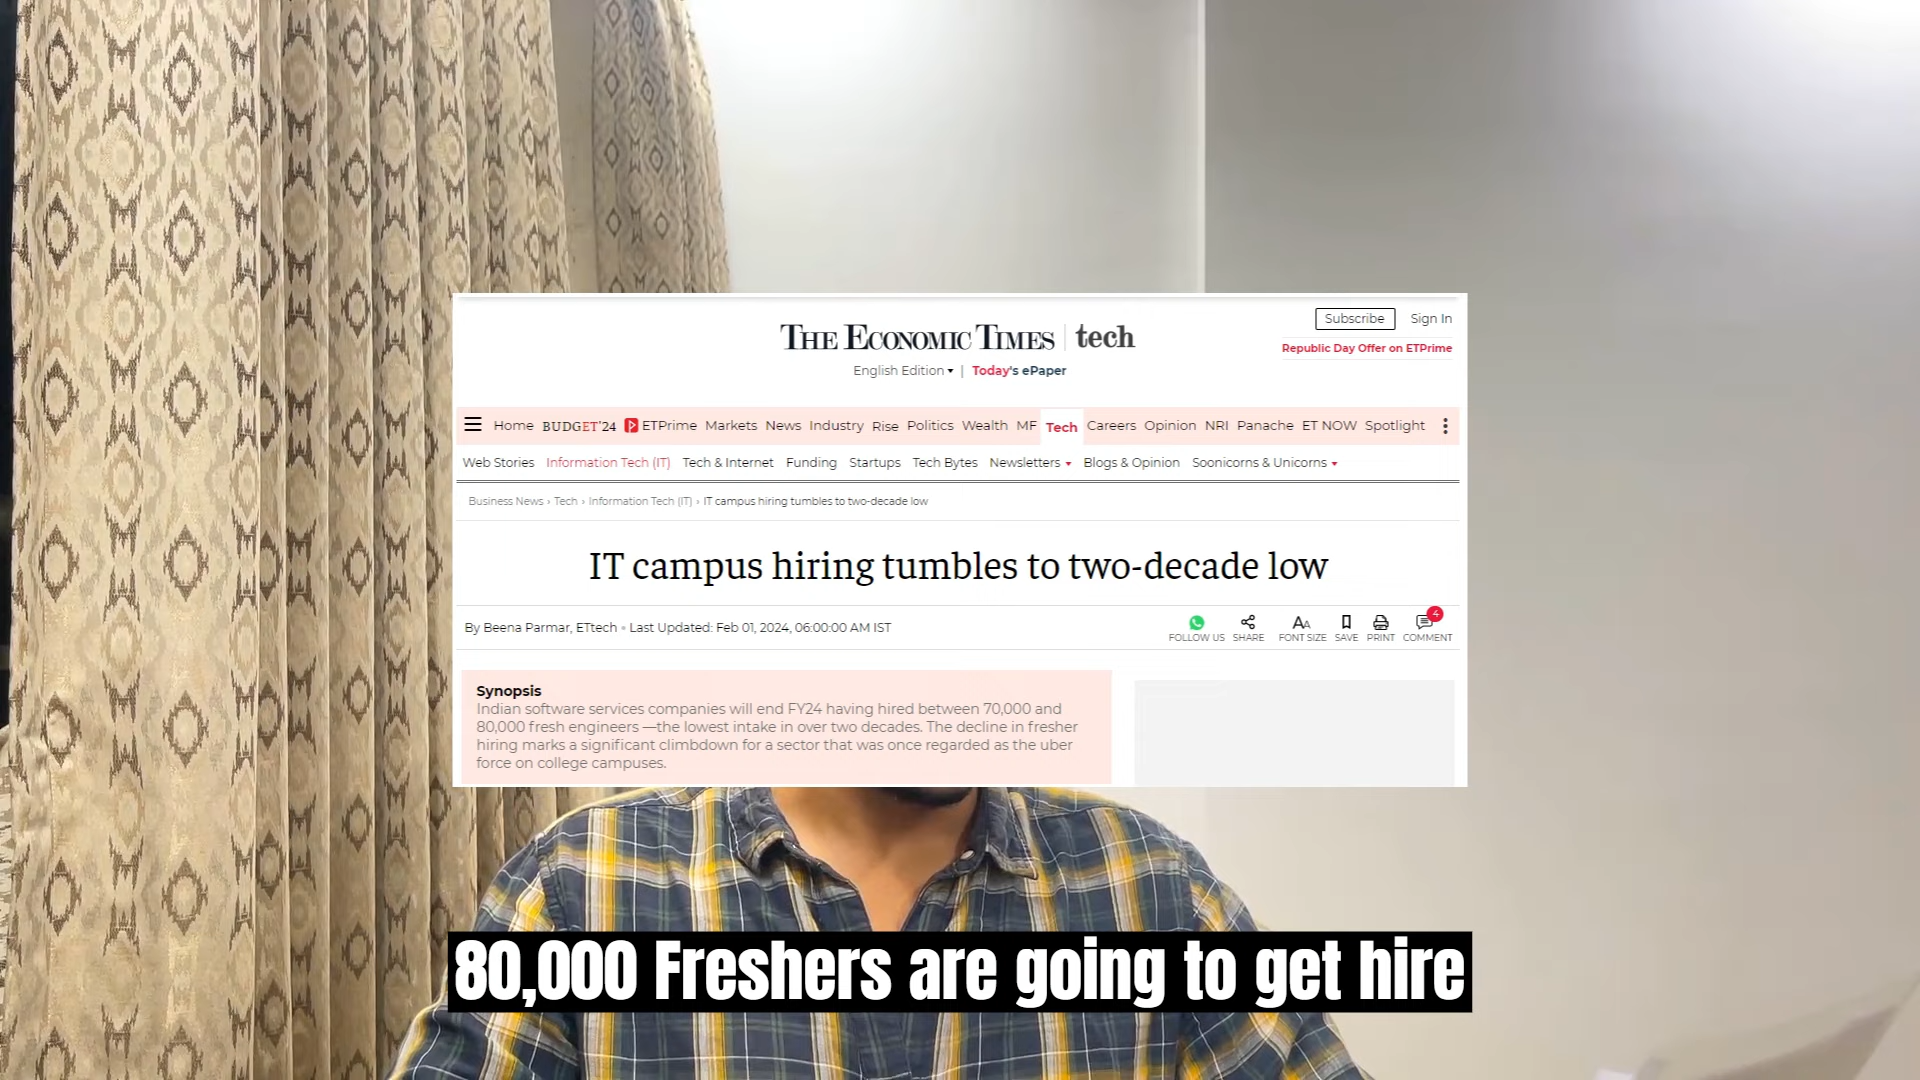 Subscribe Sign In
THE ECONOMIC TIMES | tech
Republic Day Offer on ETPrime
English Edition | Today's ePaper
Home BUDGET'24 ETPrime Markets News Industry Rise Politics Wealth MF Tech Careers Opinion NRI Panache ET NOW Spotlight
Web Stories Information Tech (IT) Tech & Internet Funding Startups Tech Bytes Newsletters Blogs & Opinion Soonicorns & Unicorns
Business News › Tech › Information Tech (IT) › IT campus hiring tumbles to two-decade low
IT campus hiring tumbles to two-decade low
4
By Beena Parmar, ETtech • Last Updated: Feb 01, 2024, 06:00:00 AM IST
FOLLOW US SHARE FONT SIZE SAVE PRINT COMMENT
Synopsis
Indian software services companies will end FY24 having hired between 70,000 and
80,000 fresh engineers —the lowest intake in over two decades. The decline in fresher
hiring marks a significant climbdown for a sector that was once regarded as the uber
force on college campuses.
80,000 Freshers are going to get hire